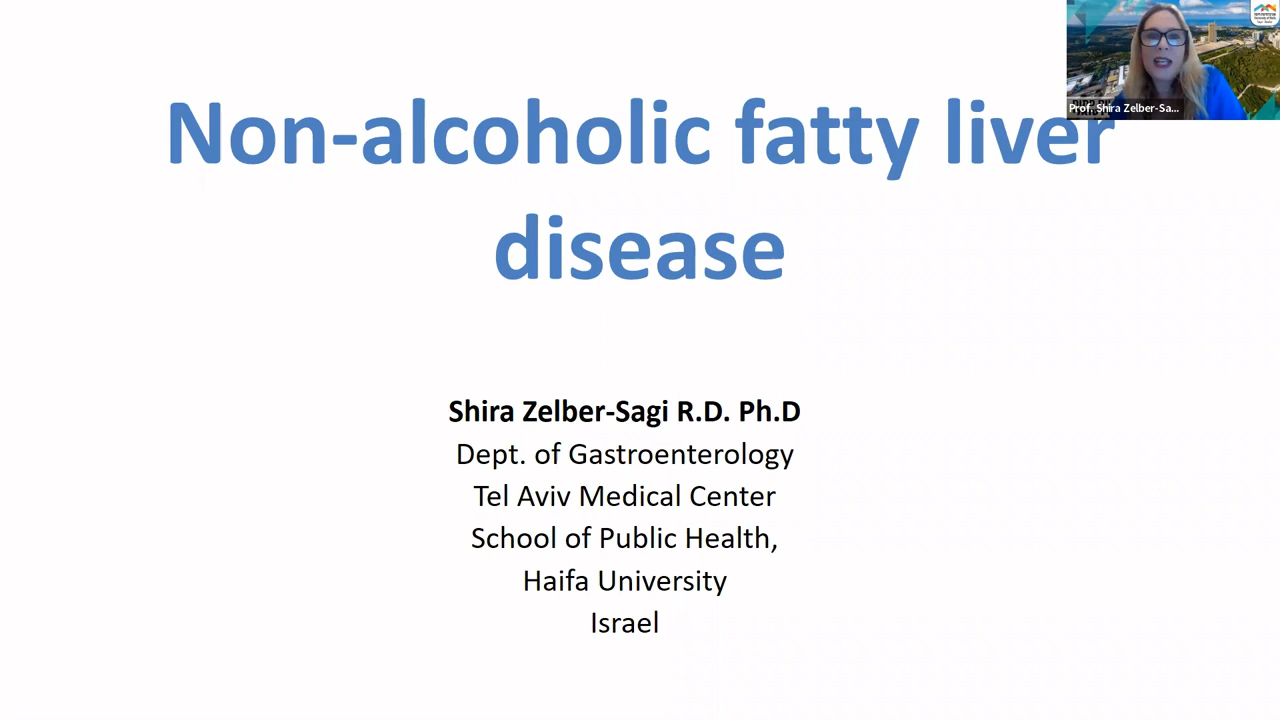 Non-alcoholic fatty liver
disease
Prof. Shira Zelber-Sa...
Shira Zelber-Sagi R.D. Ph.D
Dept. of Gastroenterology
Tel Aviv Medical Center
School of Public Health,
Haifa University
Israel